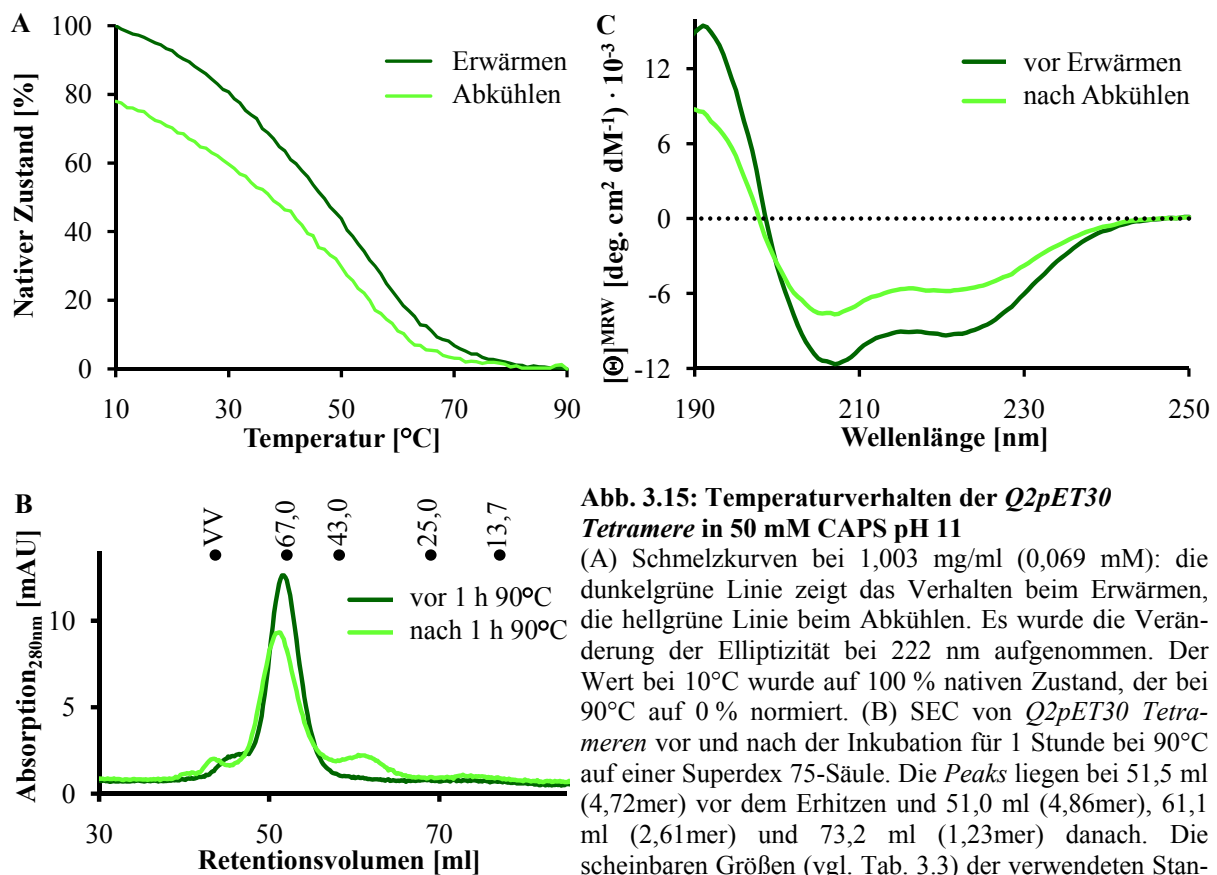 A
100
80
60
40
20
0
Nativer Zustand [%]
Erwärmen
Abkühlen
10 30 50 70 90
Temperatur [°C]
C
12
6
0
-6
-12
[Θ]ᴹᴿᵂ [deg. cm² dM⁻¹) · 10⁻³
vor Erwärmen
nach Abkühlen
190 210 230 250
Wellenlänge [nm]
B
VV 67,0 43,0 25,0 13,7
10
5
0
Absorption₂₈₀ₙₘ [mAU]
vor 1 h 90°C
nach 1 h 90°C
30 50 70
Retentionsvolumen [ml]
Abb. 3.15: Temperaturverhalten der Q2pET30
Tetramere in 50 mM CAPS pH 11
(A) Schmelzkurven bei 1,003 mg/ml (0,069 mM): die
dunkelgrüne Linie zeigt das Verhalten beim Erwärmen,
die hellgrüne Linie beim Abkühlen. Es wurde die Verän-
derung der Elliptizität bei 222 nm aufgenommen. Der
Wert bei 10°C wurde auf 100 % nativen Zustand, der bei
90°C auf 0 % normiert. (B) SEC von Q2pET30 Tetra-
meren vor und nach der Inkubation für 1 Stunde bei 90°C
auf einer Superdex 75-Säule. Die Peaks liegen bei 51,5 ml
(4,72mer) vor dem Erhitzen und 51,0 ml (4,86mer), 61,1
ml (2,61mer) und 73,2 ml (1,23mer) danach. Die
scheinbaren Größen (vgl. Tab. 3.3) der verwendeten Stan-